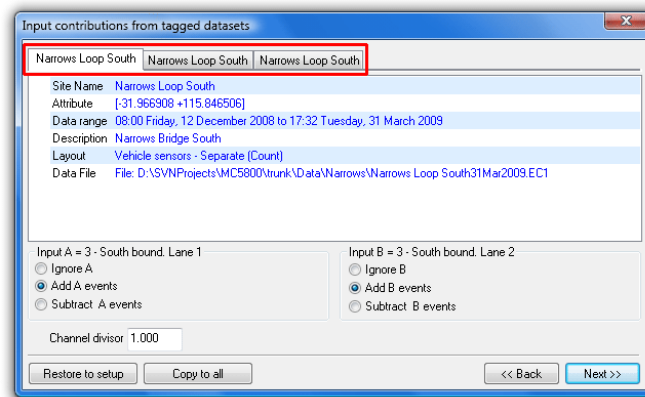 Input contributions from tagged datasets
Narrows Loop South Narrows Loop South Narrows Loop South
Site Name Narrows Loop South
Attribute [-31.966908 +115.846506]
Data range 08:00 Friday, 12 December 2008 to 17:32 Tuesday, 31 March 2009
Description Narrows Bridge South
Layout Vehicle sensors - Separate (Count)
Data File File: D:\SVNProjects\MC5800\trunk\Data\Narrows\Narrows Loop South31Mar2009.EC1
Input A = 3 - South bound. Lane 1
Ignore A
Add A events
Subtract A events
Input B = 3 - South bound. Lane 2
Ignore B
Add B events
Subtract B events
Channel divisor 1.000
Restore to setup Copy to all << Back Next >>